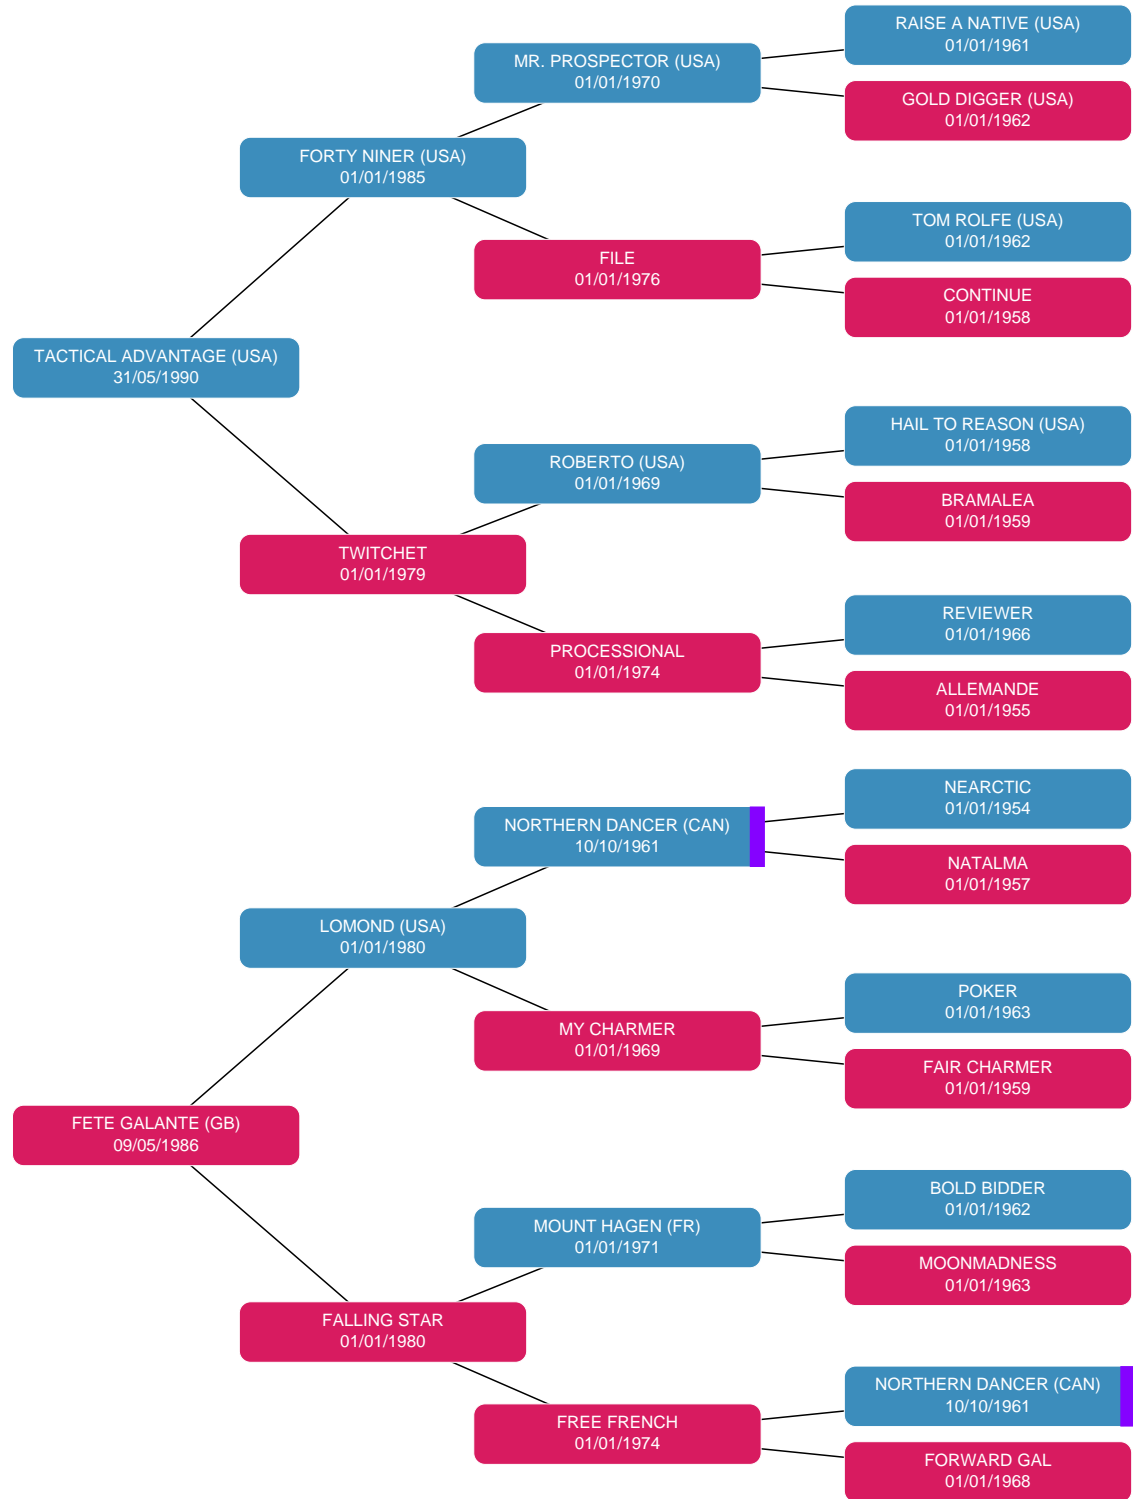 RAISE A NATIVE (USA)
01/01/1961
MR. PROSPECTOR (USA)
01/01/1970
GOLD DIGGER (USA)
01/01/1962
FORTY NINER (USA)
01/01/1985
TOM ROLFE (USA)
01/01/1962
FILE
01/01/1976
CONTINUE
01/01/1958
TACTICAL ADVANTAGE (USA)
31/05/1990
HAIL TO REASON (USA)
01/01/1958
ROBERTO (USA)
01/01/1969
BRAMALEA
01/01/1959
TWITCHET
01/01/1979
REVIEWER
01/01/1966
PROCESSIONAL
01/01/1974
ALLEMANDE
01/01/1955
NEARCTIC
01/01/1954
NORTHERN DANCER (CAN)
10/10/1961
NATALMA
01/01/1957
LOMOND (USA)
01/01/1980
POKER
01/01/1963
MY CHARMER
01/01/1969
FAIR CHARMER
01/01/1959
FETE GALANTE (GB)
09/05/1986
BOLD BIDDER
01/01/1962
MOUNT HAGEN (FR)
01/01/1971
MOONMADNESS
01/01/1963
FALLING STAR
01/01/1980
NORTHERN DANCER (CAN)
10/10/1961
FREE FRENCH
01/01/1974
FORWARD GAL
01/01/1968